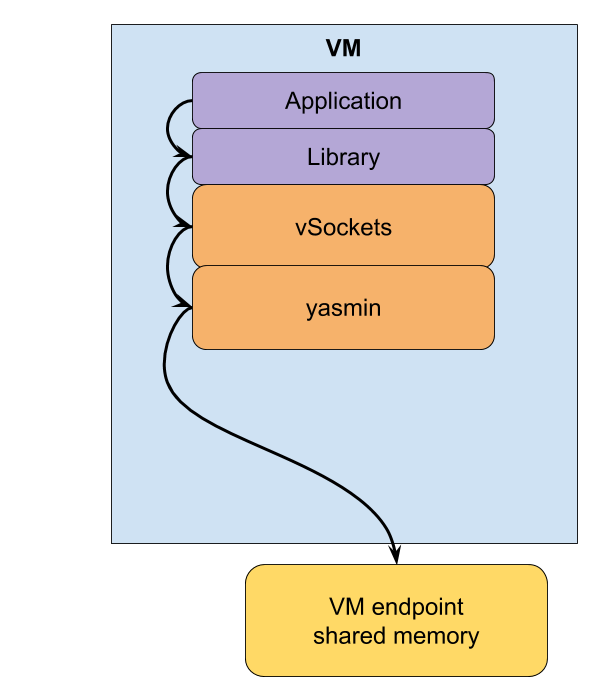 VM
Application
Library
vSockets
yasmin
VM endpoint
shared memory